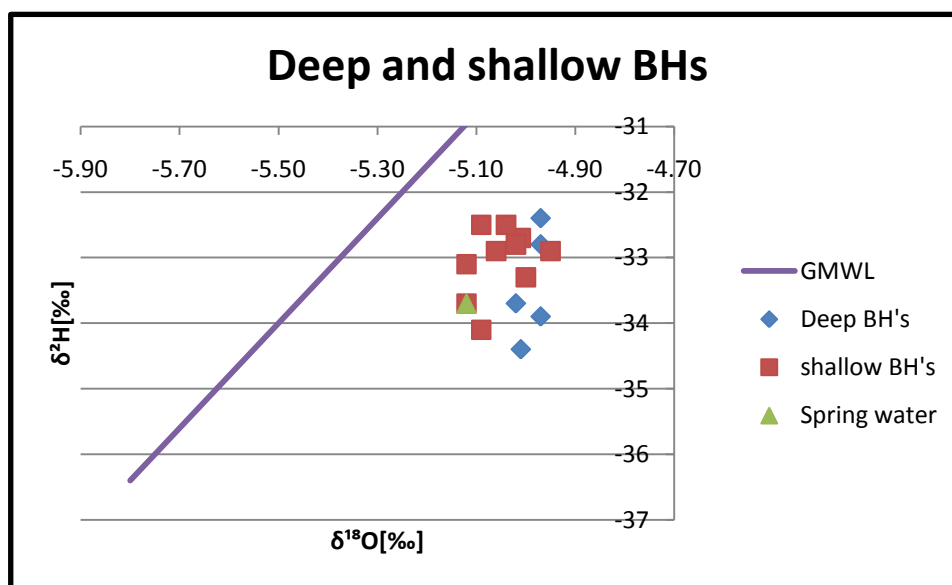 Deep and shallow BHs
-31
-5.90 -5.70 -5.50 -5.30 -5.10 -4.90 -4.70
-32
-33
-34
-35
-36
-37
δ²H[‰]
δ¹⁸O[‰]
GMWL
Deep BH's
shallow BH's
Spring water